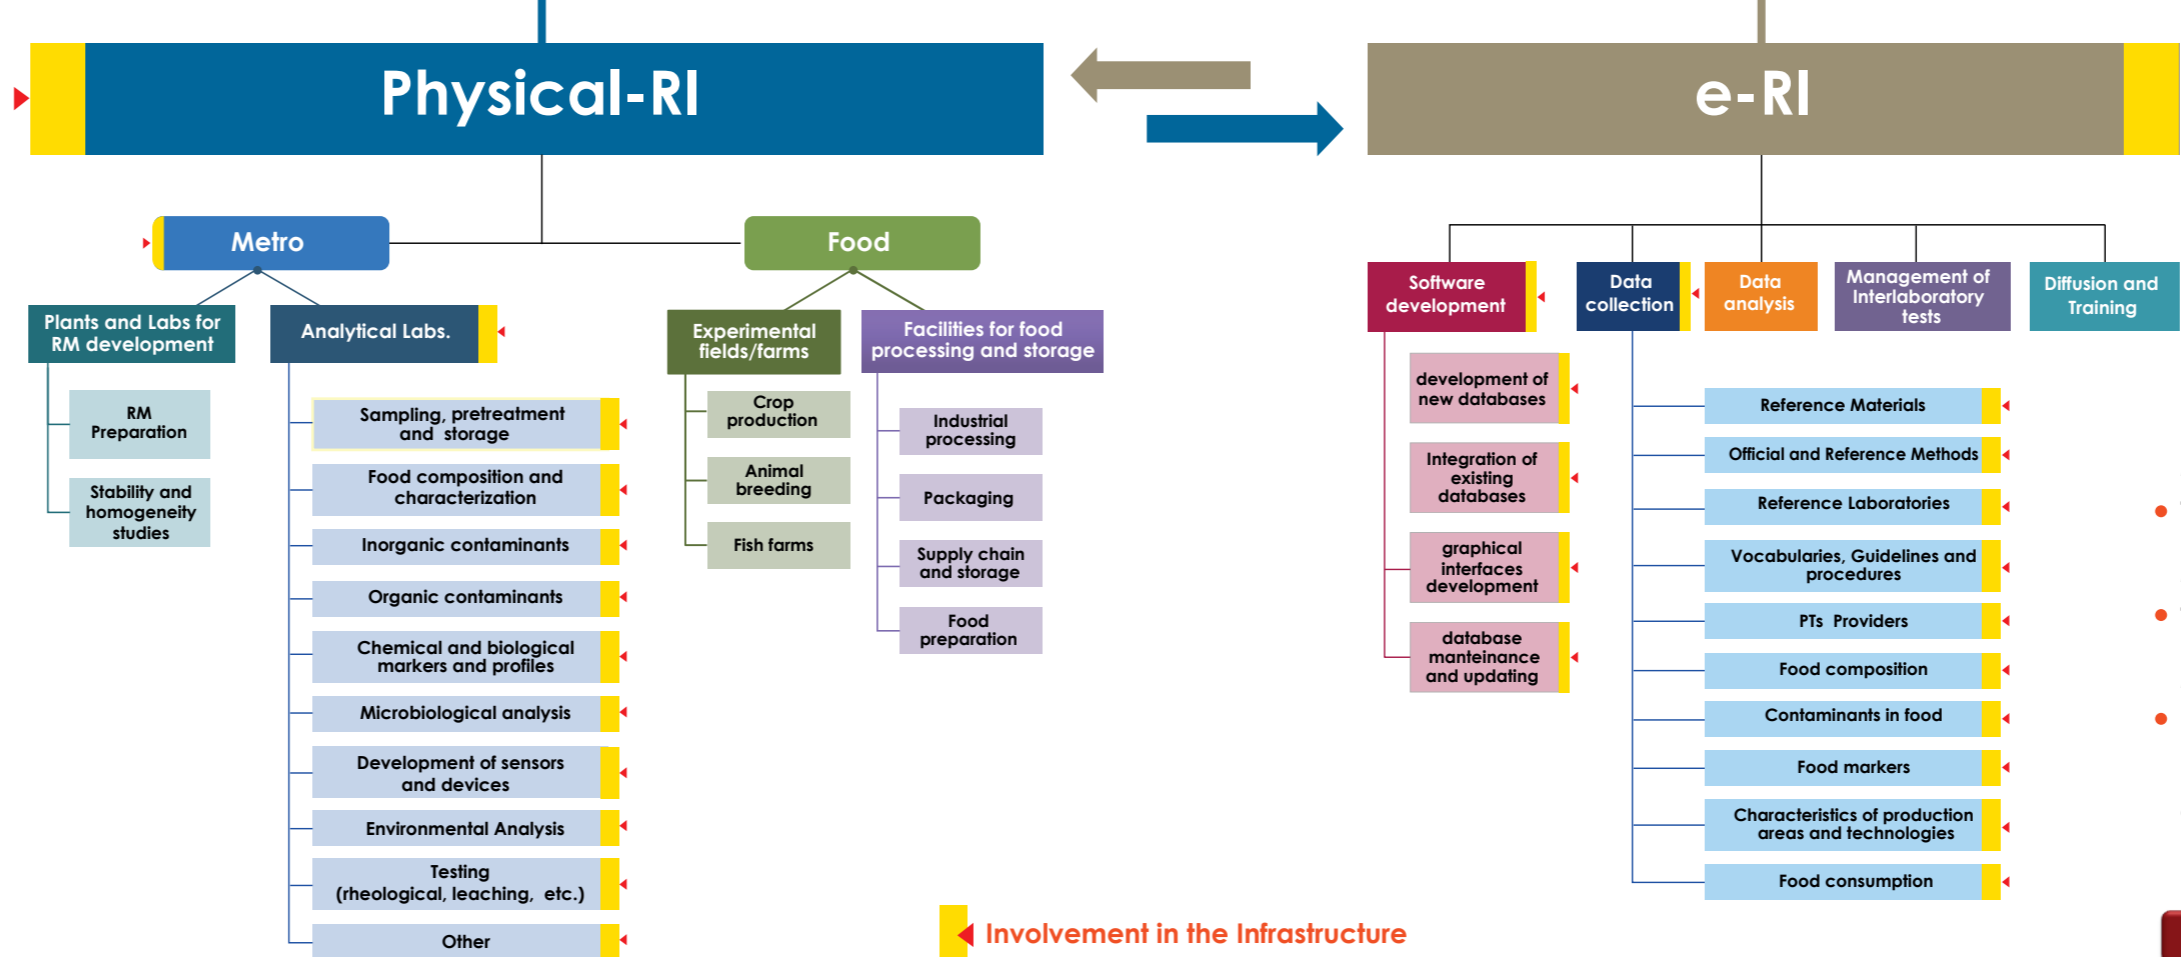 Physical-RI
e-RI
Metro
Food
Plants and Labs for
RM development
Analytical Labs.
RM
Preparation
Stability and
homogeneity
studies
Sampling, pretreatment
and storage
Food composition and
characterization
Inorganic contaminants
Organic contaminants
Chemical and biological
markers and profiles
Microbiological analysis
Development of sensors
and devices
Environmental Analysis
Testing
(rheological, leaching, etc.)
Other
Experimental
fields/farms
Crop
production
Animal
breeding
Fish farms
Facilities for food
processing and storage
Industrial
processing
Packaging
Supply chain
and storage
Food
preparation
Software
development
development of
new databases
Integration of
existing
databases
graphical
interfaces
development
database
manteinance
and updating
Data
collection
Reference Materials
Official and Reference Methods
Reference Laboratories
Vocabularies, Guidelines and
procedures
PTs Providers
Food composition
Contaminants in food
Food markers
Characteristics of production
areas and technologies
Food consumption
Data
analysis
Management of
Interlaboratory
tests
Diffusion and
Training
Involvement in the Infrastructure